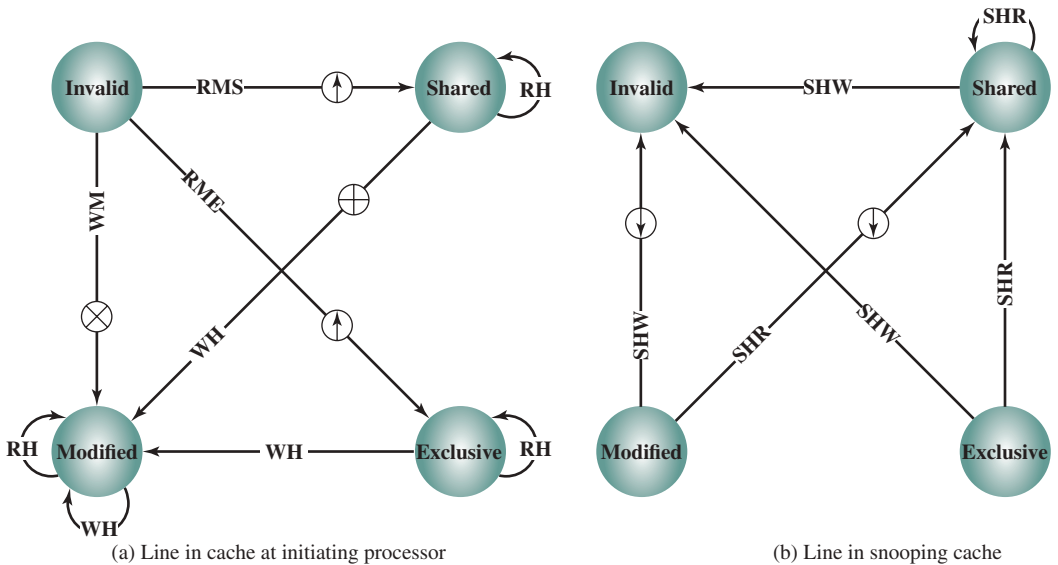 Invalid
RMS
Shared
RH
WM
RME
WH
RH
Modified
WH
WH
Exclusive
RH
(a) Line in cache at initiating processor
SHR
Invalid
SHW
Shared
SHW
SHR
SHW
SHR
Modified
Exclusive
(b) Line in snooping cache